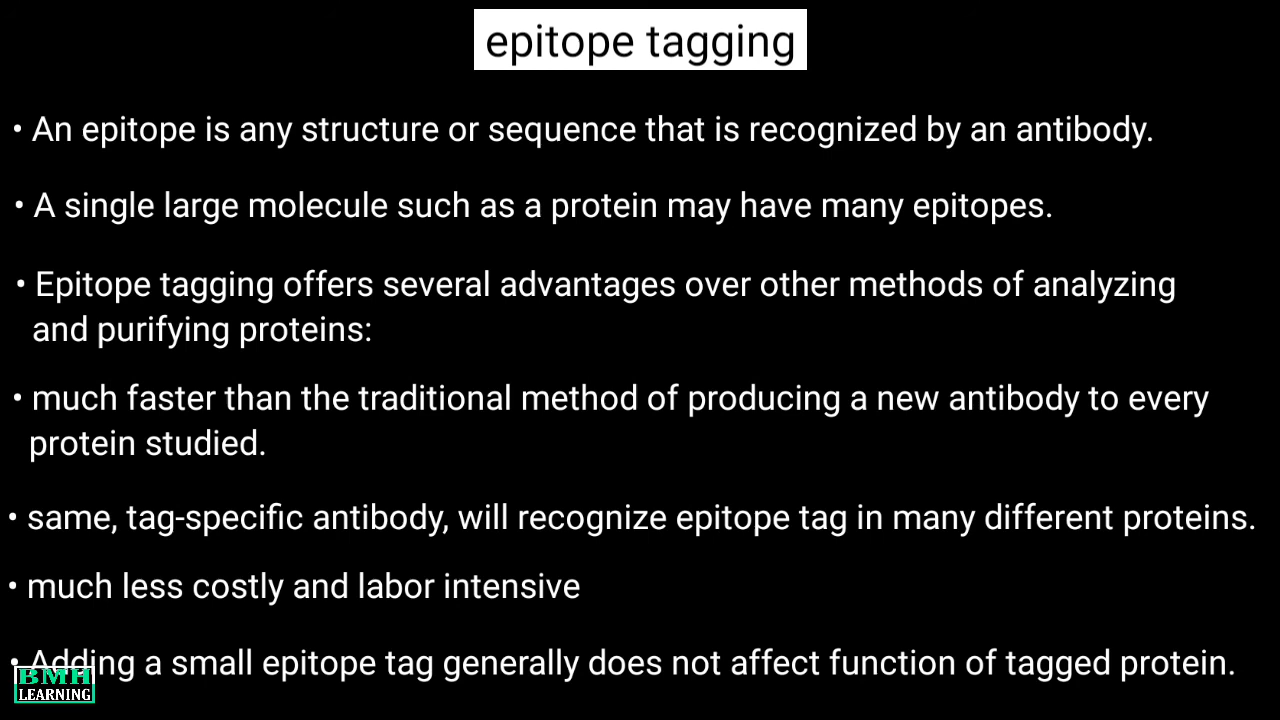 epitope tagging
• An epitope is any structure or sequence that is recognized by an antibody.
• A single large molecule such as a protein may have many epitopes.
• Epitope tagging offers several advantages over other methods of analyzing
and purifying proteins:
• much faster than the traditional method of producing a new antibody to every
protein studied.
• same, tag-specific antibody, will recognize epitope tag in many different proteins.
• much less costly and labor intensive
• Adding a small epitope tag generally does not affect function of tagged protein.
BMH
LEARNING